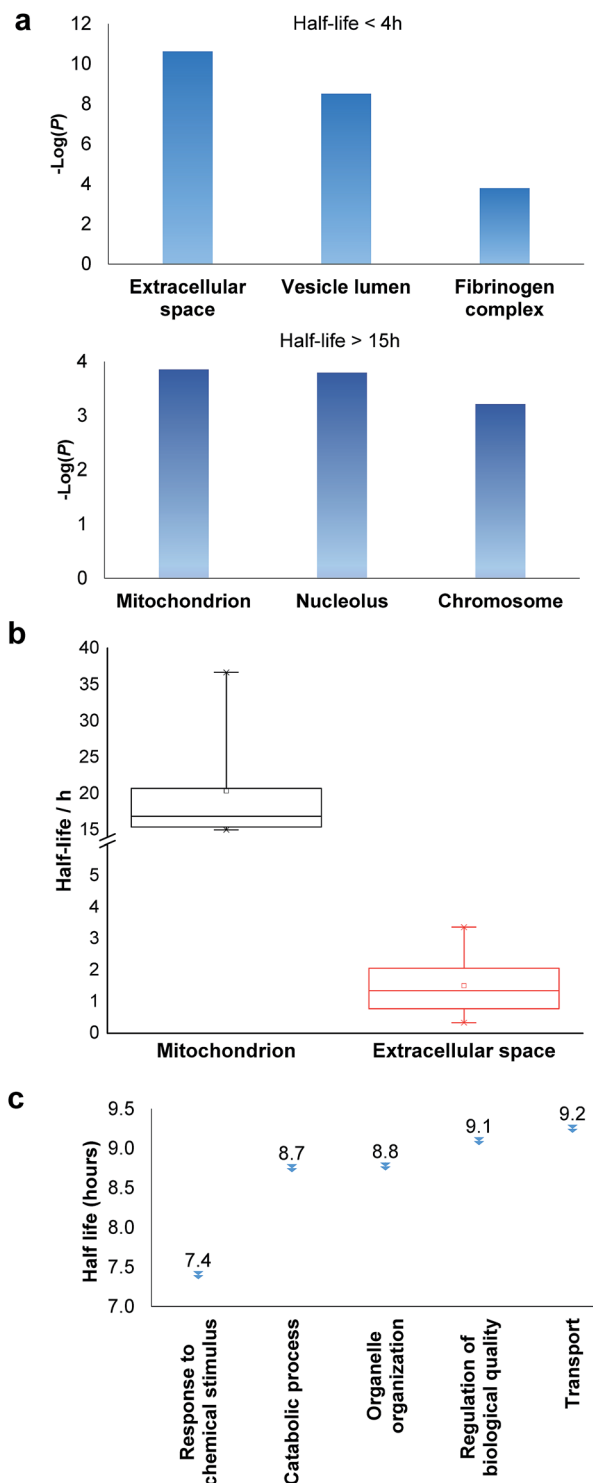 a
Half-life < 4h
-Log(P)
12
10
8
6
4
2
0
Extracellular
space
Vesicle lumen
Fibrinogen
complex
Half-life > 15h
-Log(P)
4
3
2
1
0
Mitochondrion
Nucleolus
Chromosome
b
Half-life / h
40
35
30
25
20
15
5
4
3
2
1
0
Mitochondrion
Extracellular space
c
Half life (hours)
9.5
9.0
8.5
8.0
7.5
7.0
7.4
8.7
8.8
9.1
9.2
Response to
chemical stimulus
Catabolic process
Organelle
organization
Regulation of
biological quality
Transport